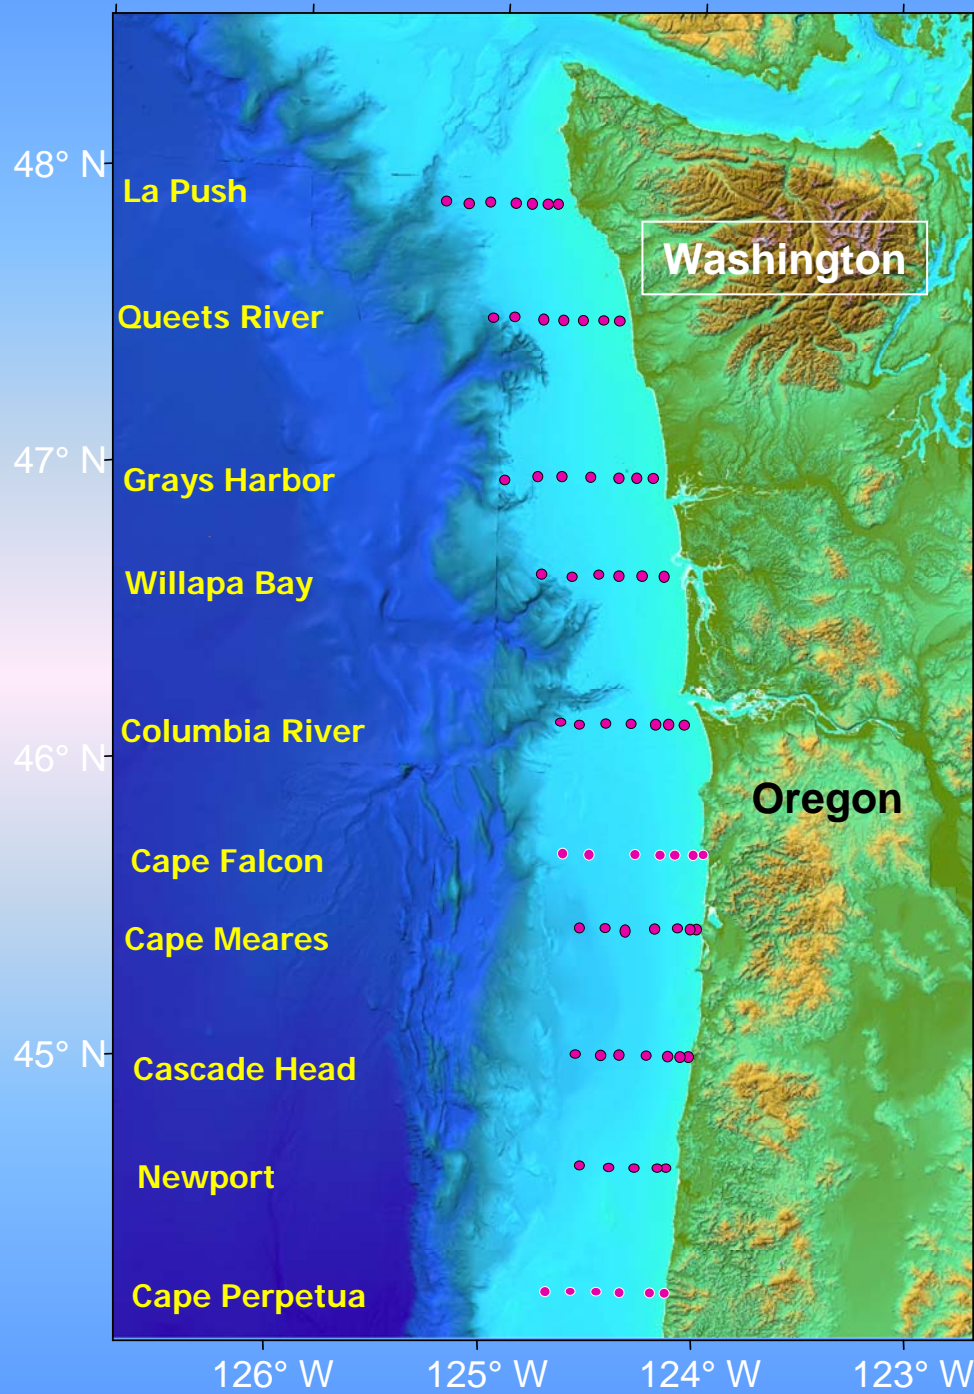 48° N
La Push
Washington
Queets River
47° N
Grays Harbor
Willapa Bay
Columbia River
46° N
Oregon
Cape Falcon
Cape Meares
45° N
Cascade Head
Newport
Cape Perpetua
126° W 125° W 124° W 123° W